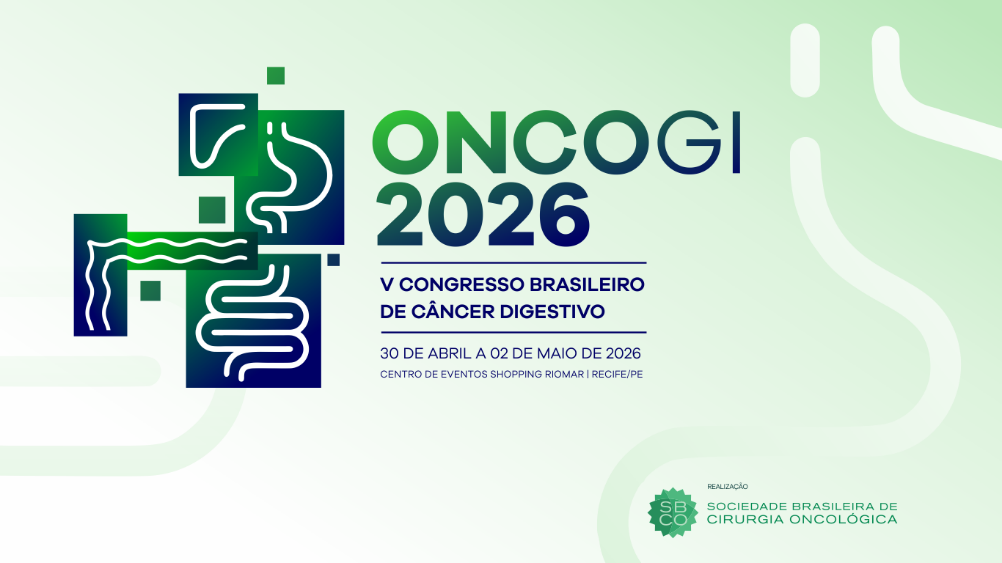 ONCOGI
2026
V CONGRESSO BRASILEIRO
DE CÂNCER DIGESTIVO
30 DE ABRIL A 02 DE MAIO DE 2026
CENTRO DE EVENTOS SHOPPING RIOMAR | RECIFE/PE
REALIZAÇÃO
SB
CO
SOCIEDADE BRASILEIRA DE
CIRURGIA ONCOLÓGICA